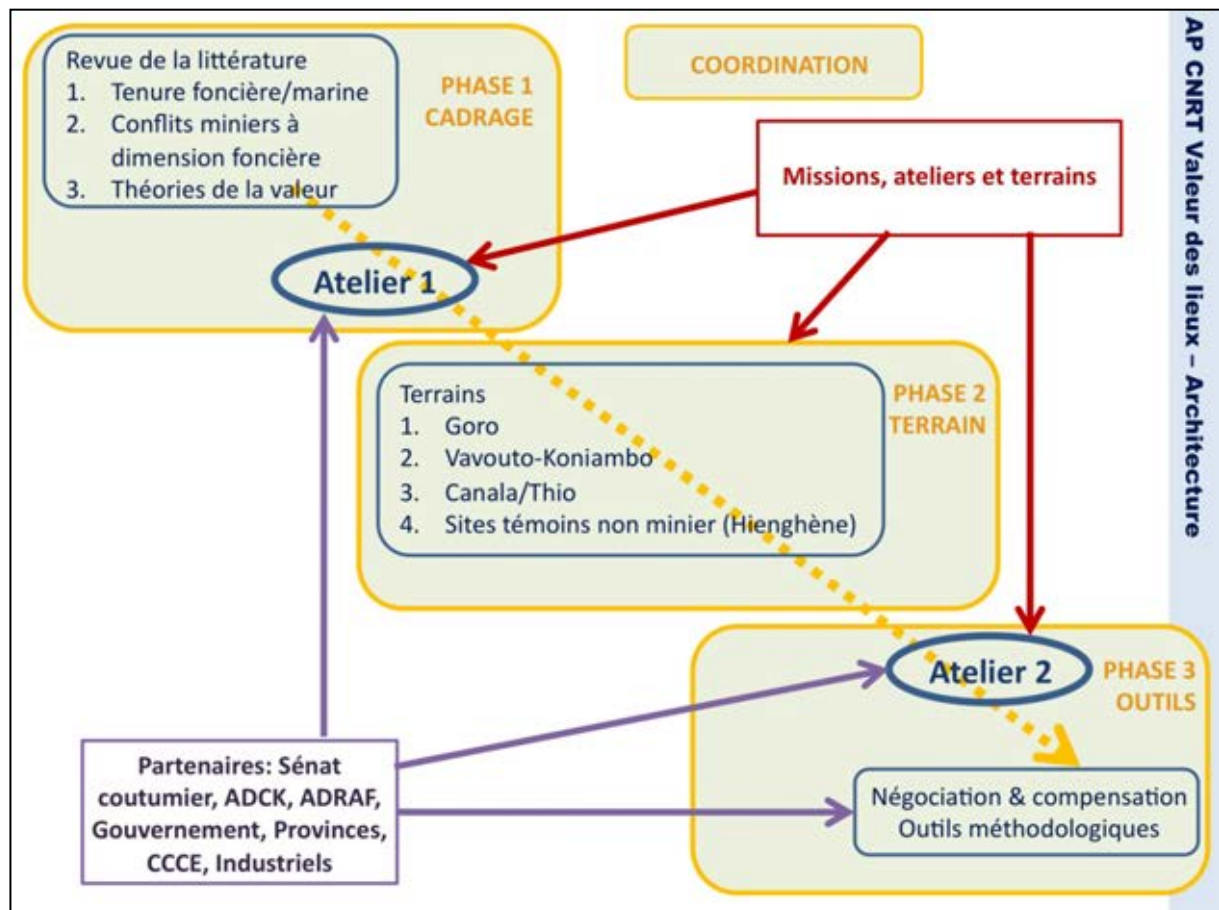 Revue de la littérature
1. Tenure foncière/marine
2. Conflits miniers à
dimension foncière
3. Théories de la valeur
PHASE 1
CADRAGE
COORDINATION
Missions, ateliers et terrains
Atelier 1
Terrains
1. Goro
2. Vavouto-Koniambo
3. Canala/Thio
4. Sites témoins non minier (Hienghène)
PHASE 2
TERRAIN
Atelier 2
PHASE 3
OUTILS
Partenaires: Sénat
coutumier, ADCK, ADRAF,
Gouvernement, Provinces,
CCCE, Industriels
Négociation & compensation
Outils méthodologiques
AP CNRT Valeur des lieux – Architecture